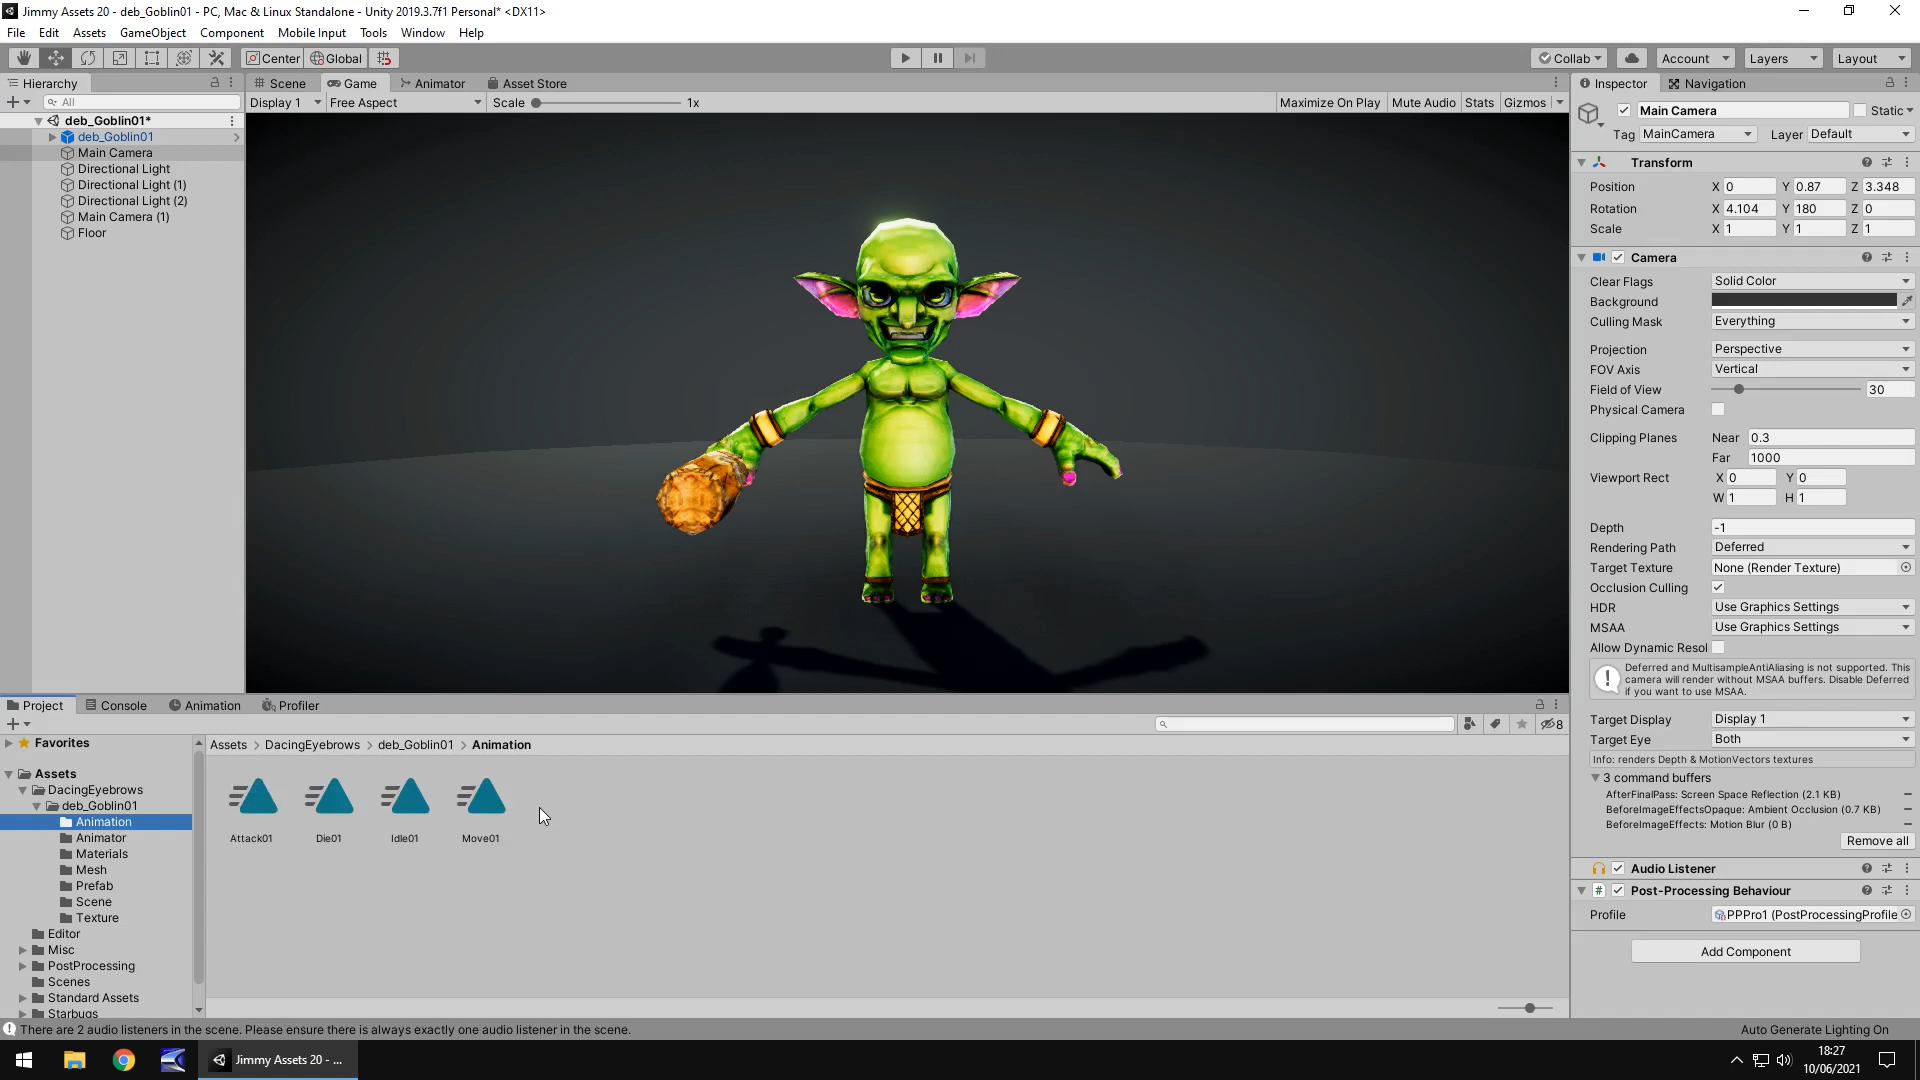 Jimmy Assets 20 - deb_Goblin01 - PC, Mac & Linux Standalone - Unity 2019.3.7f1 Personal* <DX11>
File Edit Assets GameObject Component Mobile Input Tools Window Help
Center Global Collab Account Layers Layout
Hierarchy
All
deb_Goblin01*
deb_Goblin01
Main Camera
Directional Light
Directional Light (1)
Directional Light (2)
Main Camera (1)
Floor
Scene Game Animator Asset Store
Display 1 Free Aspect Scale 1x Maximize On Play Mute Audio Stats Gizmos
Inspector Navigation
Main Camera Static
Tag MainCamera Layer Default
Transform
Position X 0 Y 0.87 Z 3.348
Rotation X 4.104 Y 180 Z 0
Scale X 1 Y 1 Z 1
Camera
Clear Flags Solid Color
Background
Culling Mask Everything
Projection Perspective
FOV Axis Vertical
Field of View 30
Physical Camera
Clipping Planes Near 0.3
Far 1000
Viewport Rect X 0 Y 0
W 1 H 1
Depth -1
Rendering Path Deferred
Target Texture None (Render Texture)
Occlusion Culling
HDR Use Graphics Settings
MSAA Use Graphics Settings
Allow Dynamic Resol
Deferred and MultisampleAntiAliasing is not supported. This
camera will render without MSAA buffers. Disable Deferred
if you want to use MSAA.
Target Display Display 1
Target Eye Both
Info: renders Depth & MotionVectors textures
3 command buffers
AfterFinalPass: Screen Space Reflection (2.1 KB)
BeforeImageEffectsOpaque: Ambient Occlusion (0.7 KB)
BeforeImageEffects: Motion Blur (0 B)
Remove all
Audio Listener
Post-Processing Behaviour
Profile PPPro1 (PostProcessingProfile
Add Component
Project Console Animation Profiler
8
Favorites
Assets
DacingEyebrows
deb_Goblin01
Animation
Animator
Materials
Mesh
Prefab
Scene
Texture
Editor
Misc
PostProcessing
Scenes
Standard Assets
Starbugs
Assets > DacingEyebrows > deb_Goblin01 > Animation
Attack01 Die01 Idle01 Move01
There are 2 audio listeners in the scene. Please ensure there is always exactly one audio listener in the scene.
Auto Generate Lighting On
Jimmy Assets 20 - ...
18:27
10/06/2021